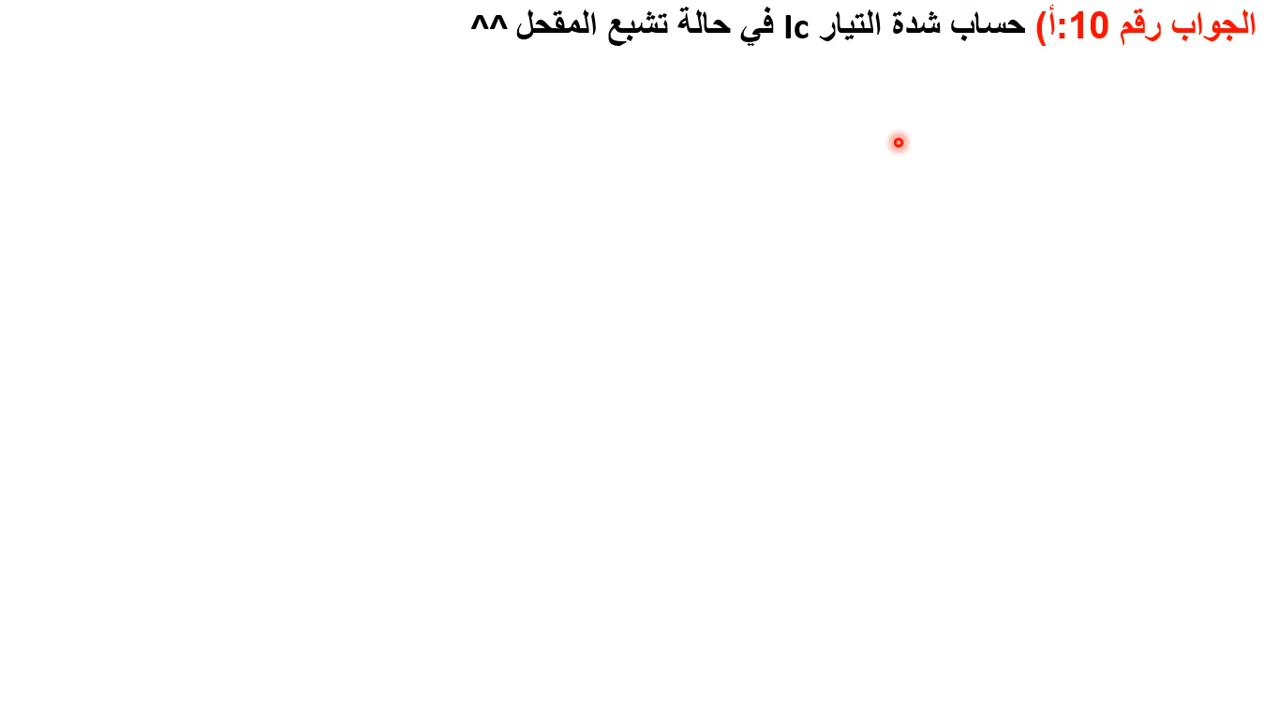 الجواب رقم 10:أ) حساب شدة التيار Ic في حالة تشبع المقحل ^^